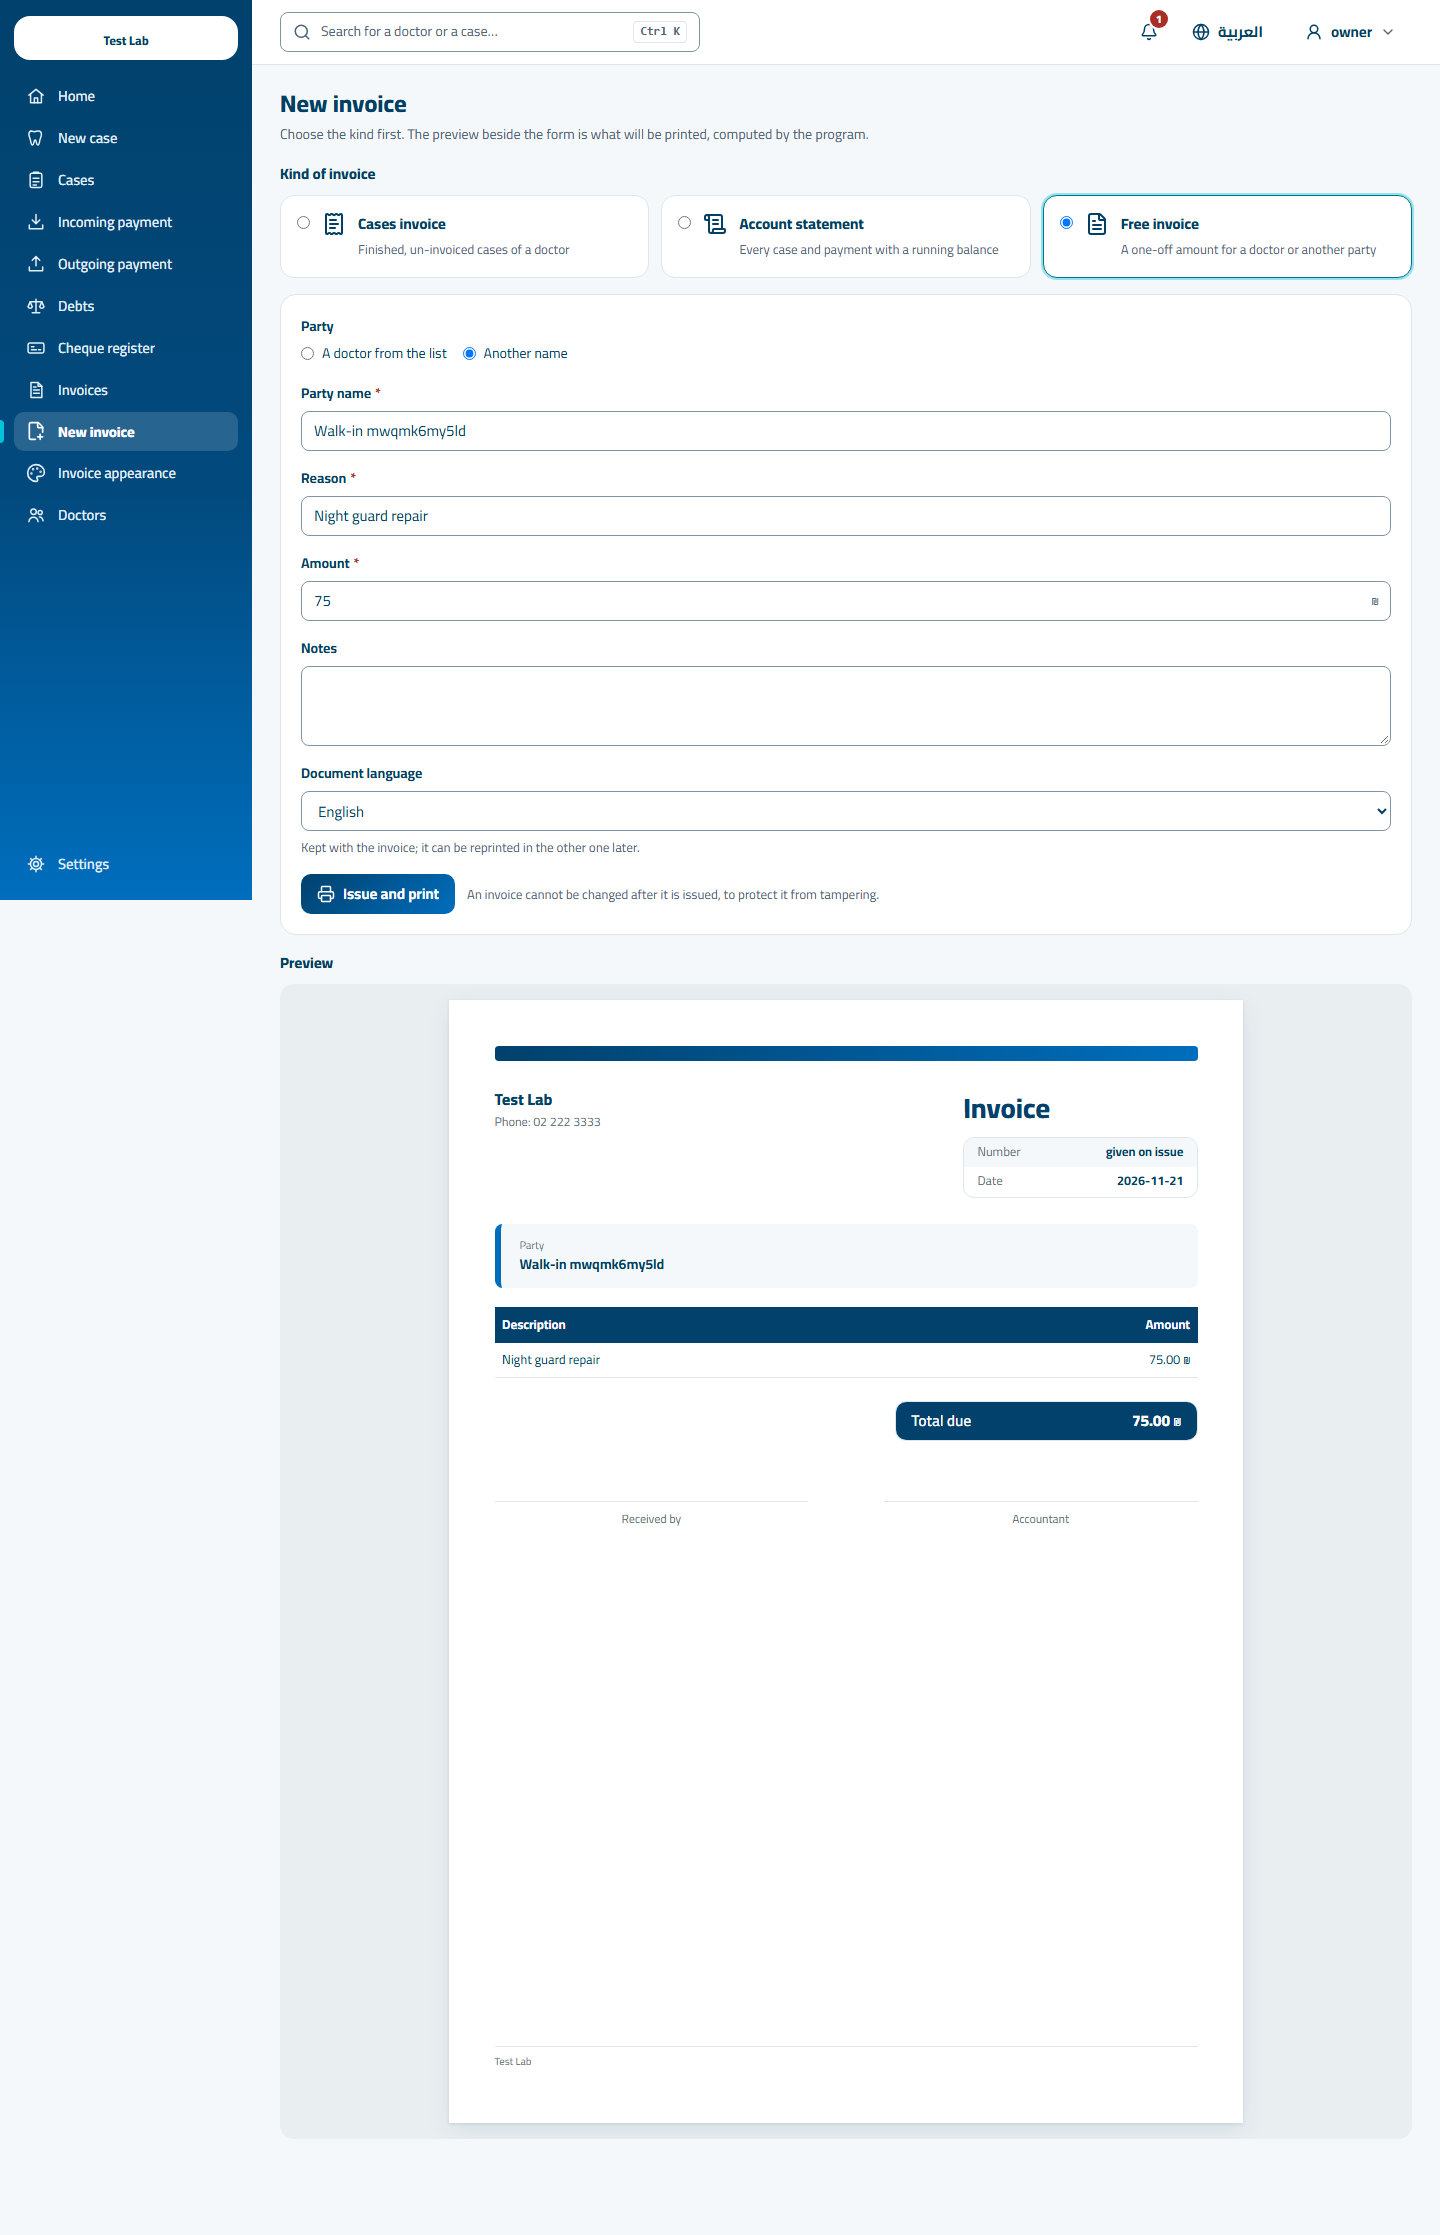 Test Lab
Home
New case
Cases
Incoming payment
Outgoing payment
Debts
Cheque register
Invoices
New invoice
Invoice appearance
Doctors
Settings
Search for a doctor or a case...
Ctrl K
1
العربية
owner
New invoice
Choose the kind first. The preview beside the form is what will be printed, computed by the program.
Kind of invoice
Cases invoice
Finished, un-invoiced cases of a doctor
Account statement
Every case and payment with a running balance
Free invoice
A one-off amount for a doctor or another party
Party
A doctor from the list
Another name
Party name *
Walk-in mwqmk6my5ld
Reason *
Night guard repair
Amount *
75 ₪
Notes
Document language
English
Kept with the invoice; it can be reprinted in the other one later.
Issue and print
An invoice cannot be changed after it is issued, to protect it from tampering.
Preview
Test Lab
Phone: 02 222 3333
Invoice
Number given on issue
Date 2026-11-21
Party
Walk-in mwqmk6my5ld
Description Amount
Night guard repair 75.00 ₪
Total due 75.00 ₪
Received by Accountant
Test Lab